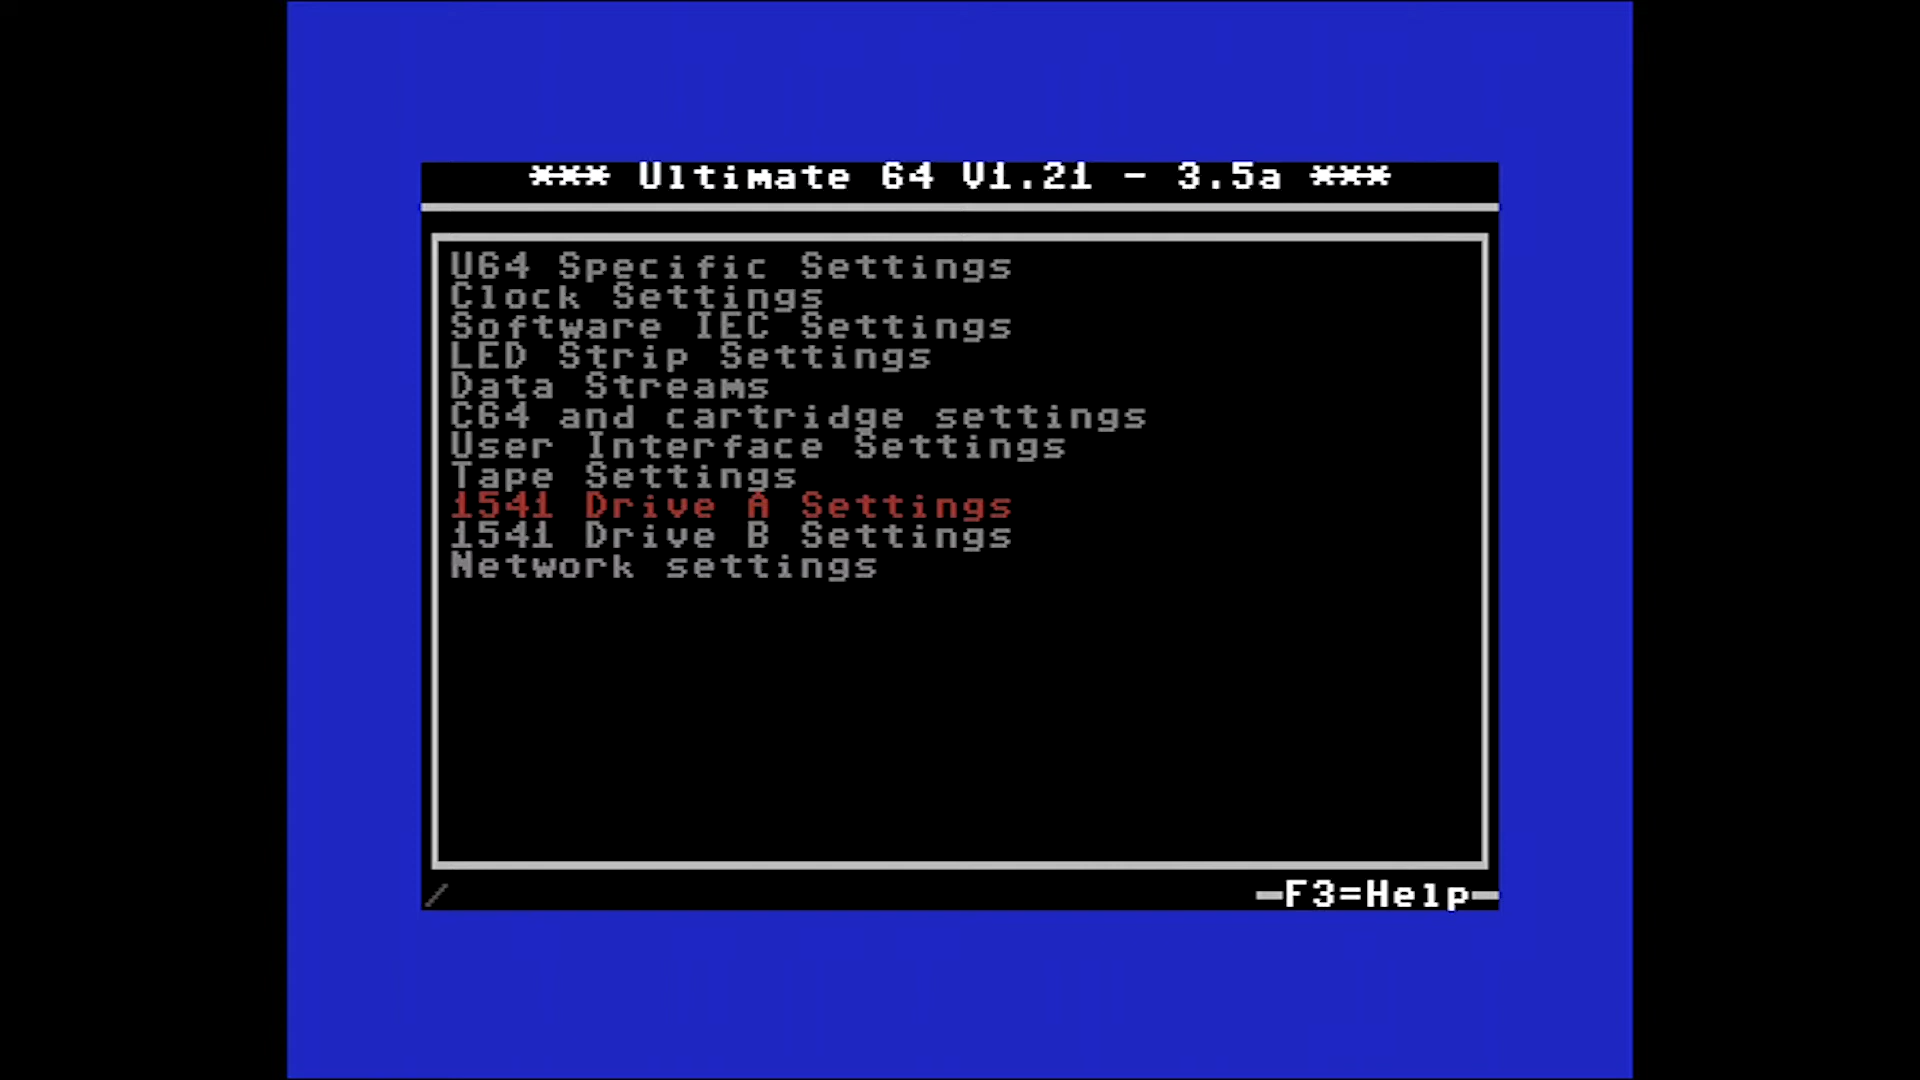 *** Ultimate 64 V1.21 - 3.5a ***
U64 Specific Settings
Clock Settings
Software IEC Settings
LED Strip Settings
Data Streams
C64 and cartridge settings
User Interface Settings
Tape Settings
1541 Drive A Settings
1541 Drive B Settings
Network settings
/ -F3=Help-